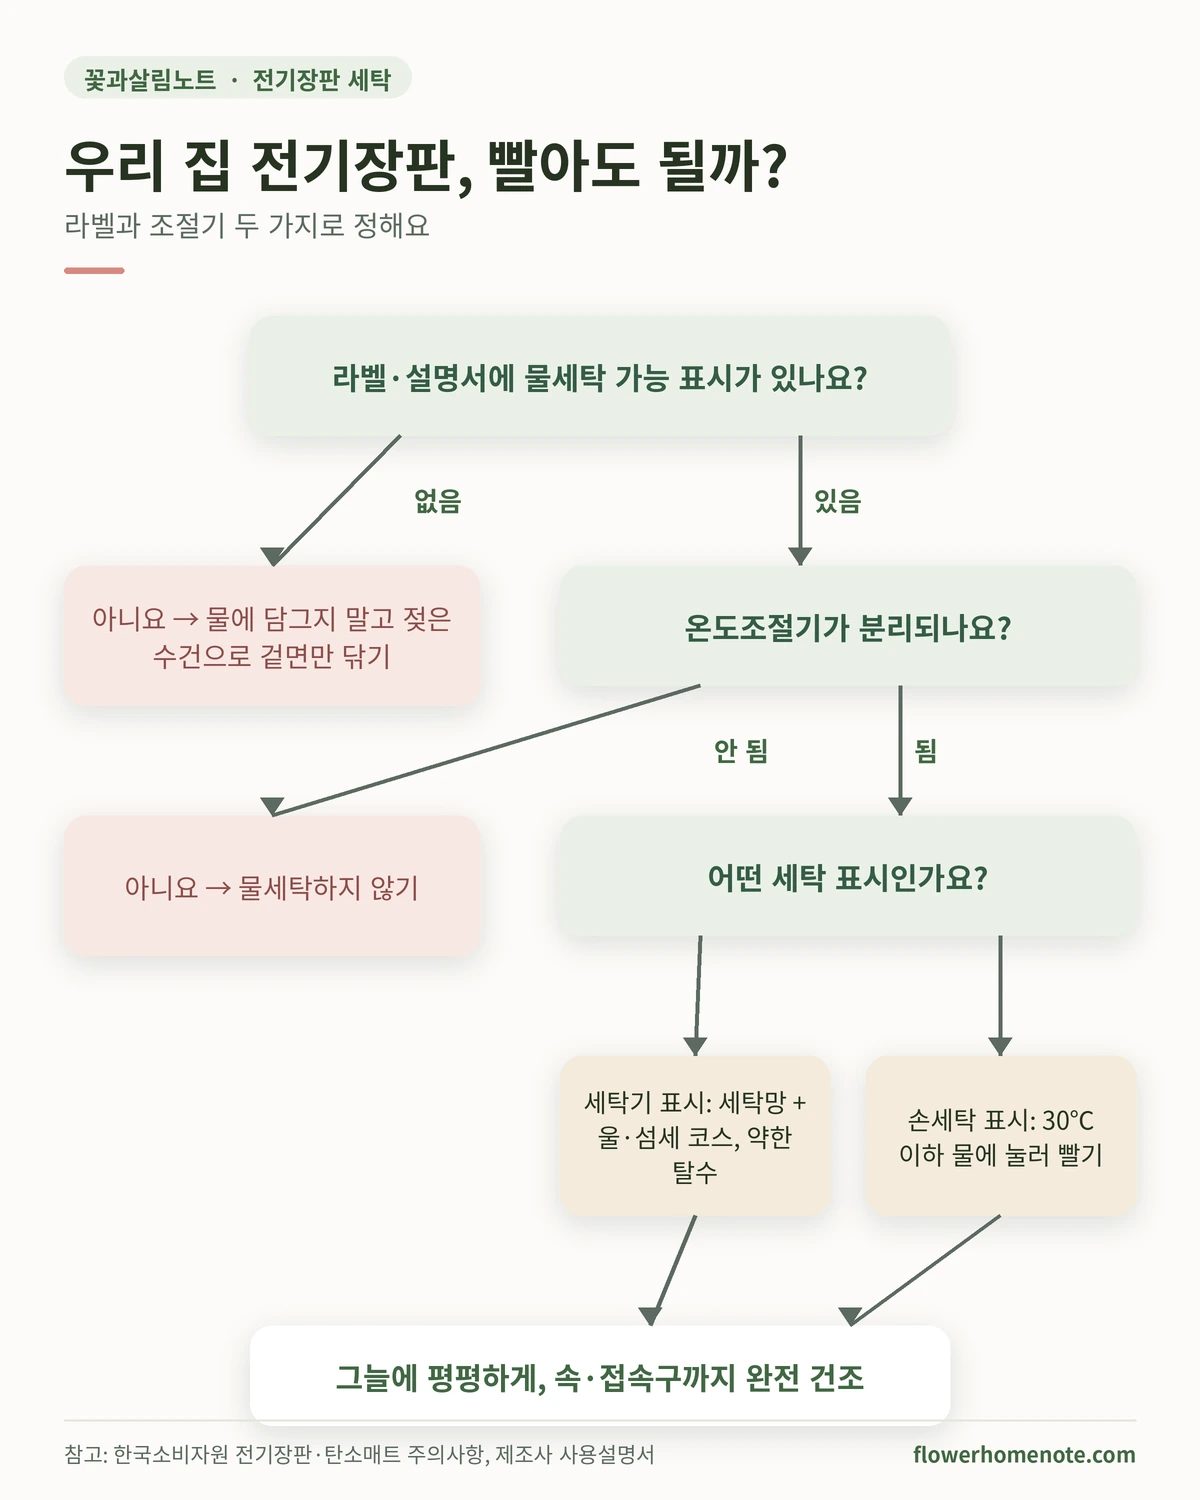 꽃과살림노트 · 전기장판 세탁
우리 집 전기장판, 빨아도 될까?
라벨과 조절기 두 가지로 정해요
라벨·설명서에 물세탁 가능 표시가 있나요?
없음
있음
아니요 → 물에 담그지 말고 젖은
수건으로 겉면만 닦기
온도조절기가 분리되나요?
안 됨
됨
아니요 → 물세탁하지 않기
어떤 세탁 표시인가요?
세탁기 표시: 세탁망 +
울·섬세 코스, 약한
탈수
손세탁 표시: 30℃
이하 물에 눌러 빨기
그늘에 평평하게, 속·접속구까지 완전 건조
참고: 한국소비자원 전기장판·탄소매트 주의사항, 제조사 사용설명서
flowerhomenote.com